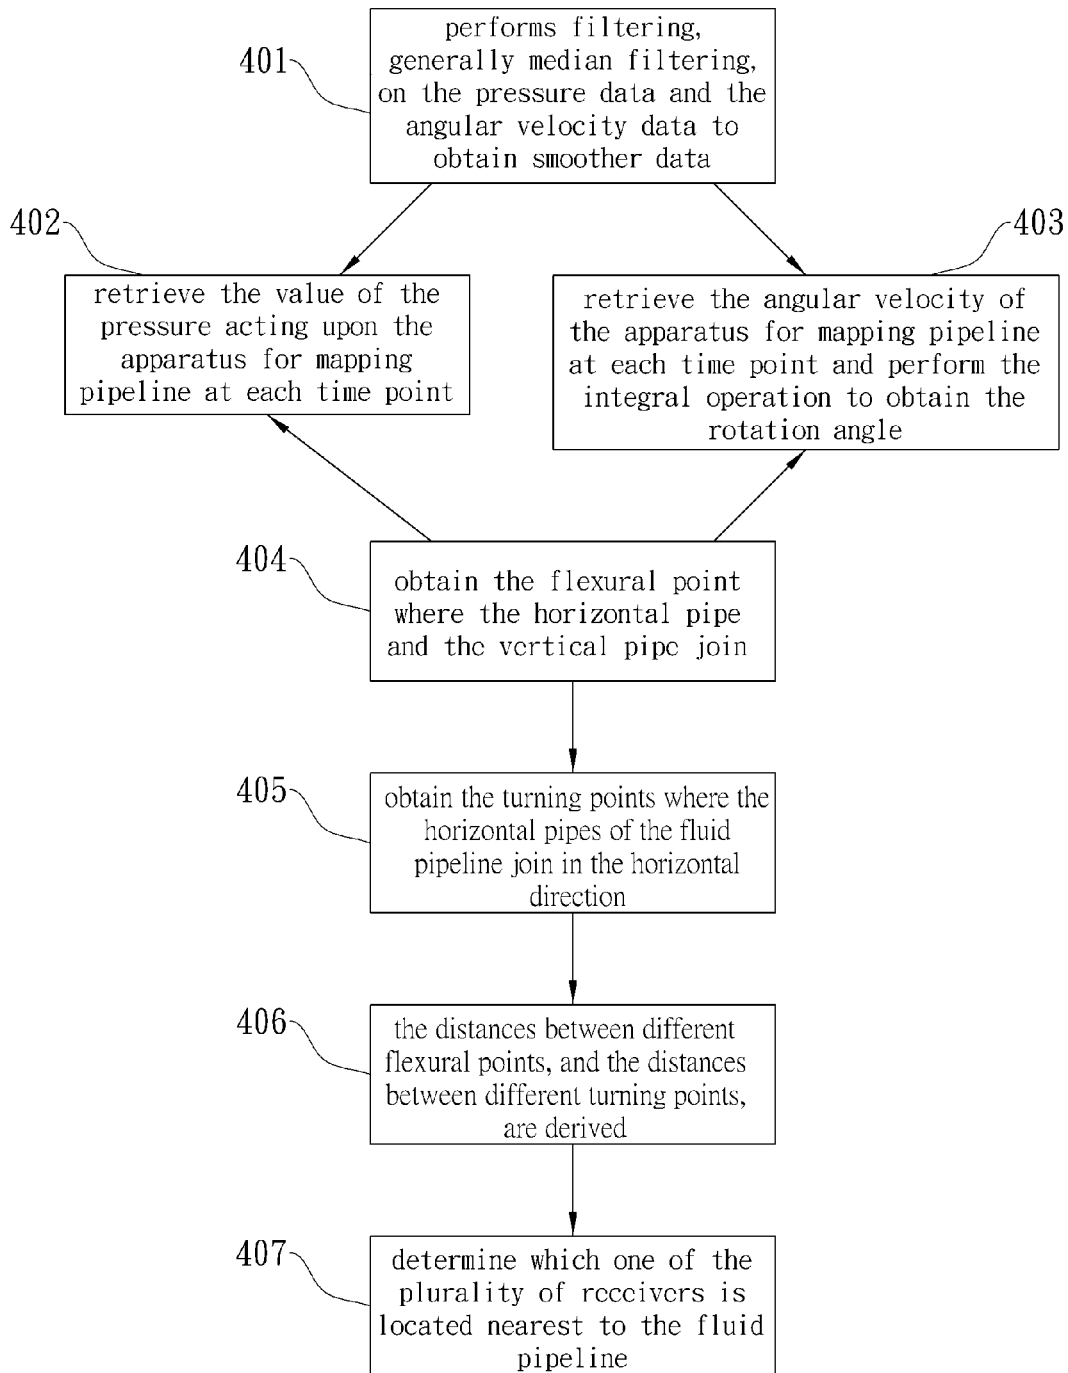 401
performs filtering,
generally median filtering,
on the pressure data and the
angular velocity data to
obtain smoother data
402
retrieve the value of the
pressure acting upon the
apparatus for mapping
pipeline at each time point
403
retrieve the angular velocity of
the apparatus for mapping pipeline
at each time point and perform the
integral operation to obtain the
rotation angle
404
obtain the flexural point
where the horizontal pipe
and the vertical pipe join
405
obtain the turning points where the
horizontal pipes of the fluid
pipeline join in the horizontal
direction
406
the distances between different
flexural points, and the distances
between different turning points,
are derived
407
determine which one of the
plurality of receivers is
located nearest to the fluid
pipeline